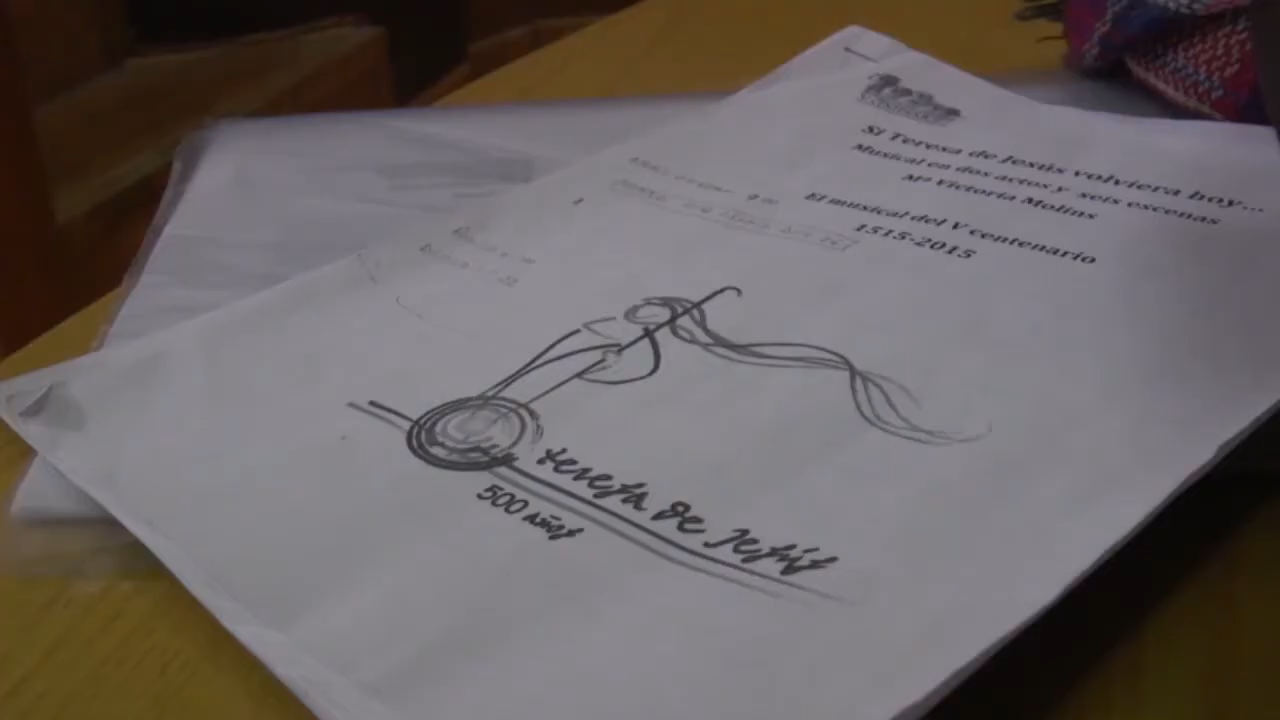 Si Teresa de Jesús volviera hoy...
Musical en dos actos y seis escenas
Mª Victoria Molins
El musical del V centenario
1515-2015
teresa de Jesús
500 años